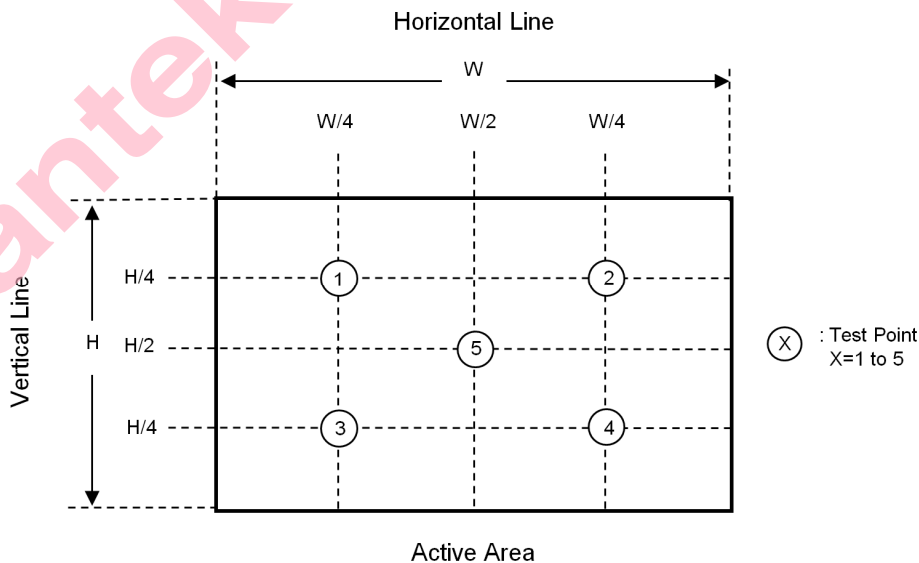 Horizontal Line
W
W/4 W/2 W/4
H/4
1 2
Vertical Line
H
H/2
5
X
: Test Point
X=1 to 5
H/4
3 4
Active Area
antek